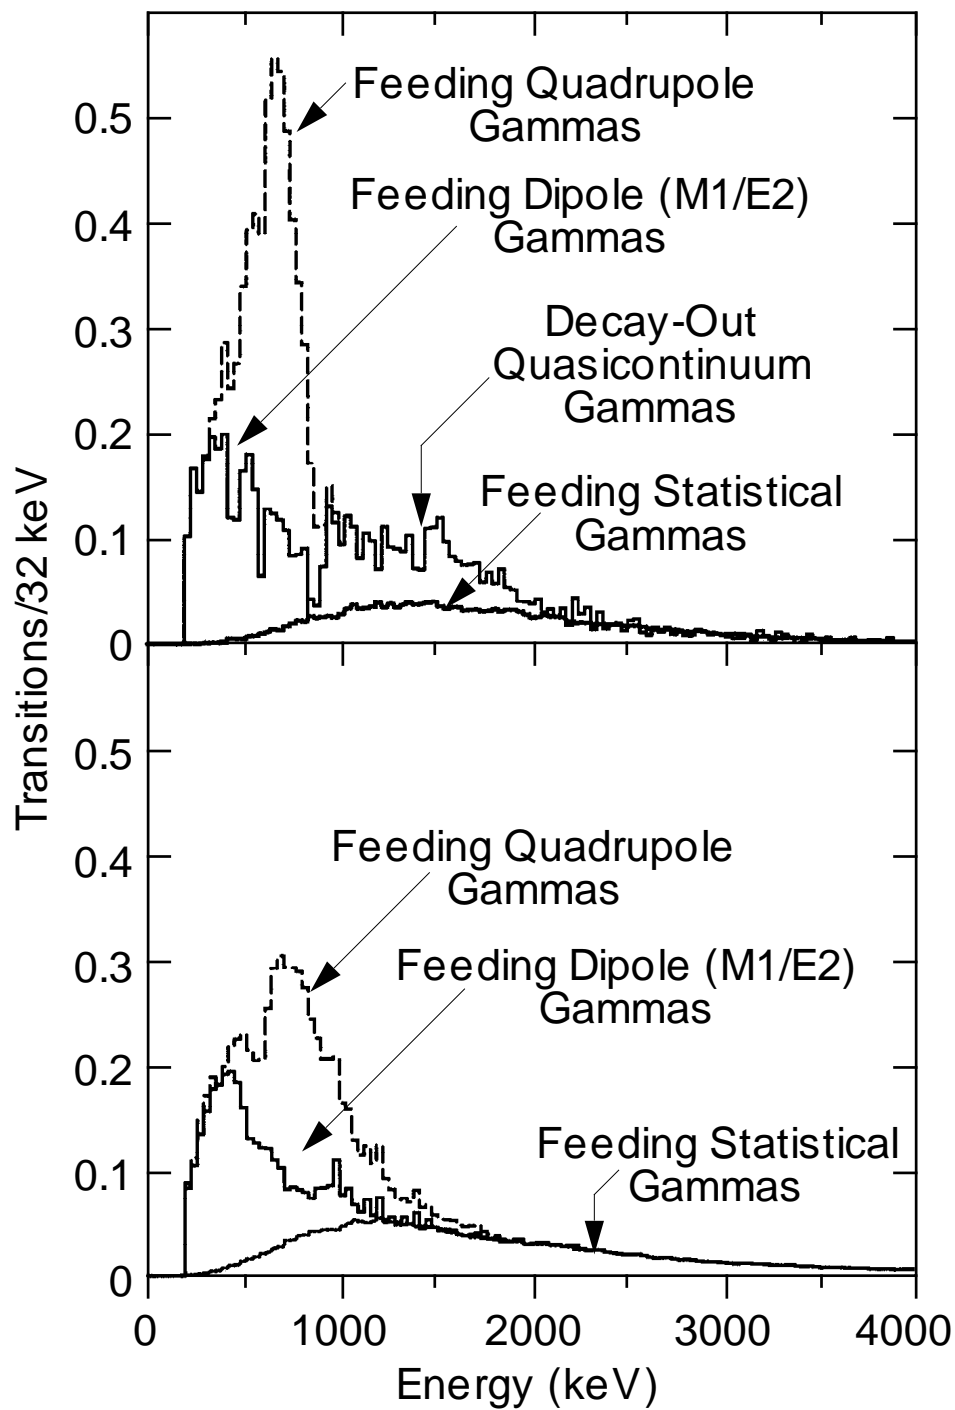 Transitions/32 keV
0.5
0.4
0.3
0.2
0.1
0
Feeding Quadrupole
Gammas
Feeding Dipole (M1/E2)
Gammas
Decay-Out
Quasicontinuum
Gammas
Feeding Statistical
Gammas
0.5
0.4
0.3
0.2
0.1
0
Feeding Quadrupole
Gammas
Feeding Dipole (M1/E2)
Gammas
Feeding Statistical
Gammas
0 1000 2000 3000 4000
Energy (keV)